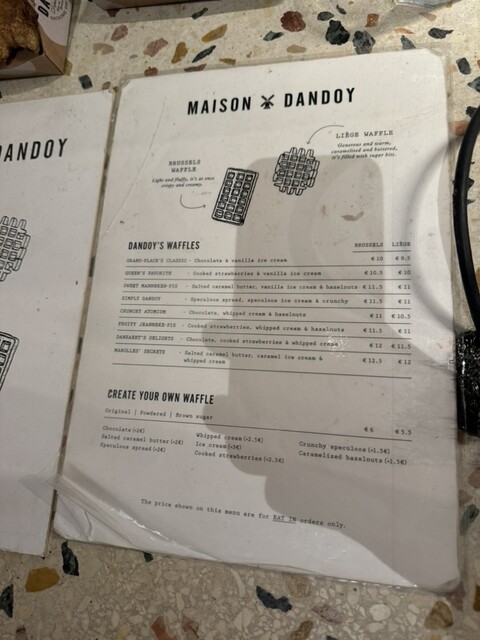 DA
DANDOY
MAISON DANDOY
LIÈGE WAFFLE
Generous and warm,
caramelised and buttered,
it's filled with sugar bits.
BRUSSELS
WAFFLE
Light and fluffy, it's at once
crispy and creamy.
DANDOY'S WAFFLES BRUSSELS LIÈGE
GRAND-PLACE'S CLASSIC - Chocolate & vanilla ice cream € 10 € 9.5
QUEEN'S FAVORITE - Cooked strawberries & vanilla ice cream € 10.5 € 10
SWEET MANNEKEN-PIS - Salted caramel butter, vanilla ice cream & hazelnuts € 11.5 € 11
SIMPLY DANDOY - Speculoos spread, speculoos ice cream & crunchy € 11.5 € 11
CRUNCHY ATOMIUM - Chocolate, whipped cream & hazelnuts € 11 € 10.5
FRUITY JEANNEKE-PIS - Cooked strawberries, whipped cream & hazelnuts € 11.5 € 11
DANSAERT'S DELIGHTS - Chocolate, cooked strawberries & whipped cream € 12 € 11.5
MAROLLES' SECRETS - Salted caramel butter, caramel ice cream &
whipped cream € 12.5 € 12
CREATE YOUR OWN WAFFLE
Original | Powdered | Brown sugar € 6 € 5.5
Chocolate (+2€) Whipped cream (+2.5€) Crunchy speculoos (+1.5€)
Salted caramel butter (+2€) Ice cream (+3€) Caramelized hazelnuts (+1.5€)
Speculoos spread (+2€) Cooked strawberries (+2.5€)
The price shown on this menu are for EAT IN orders only.